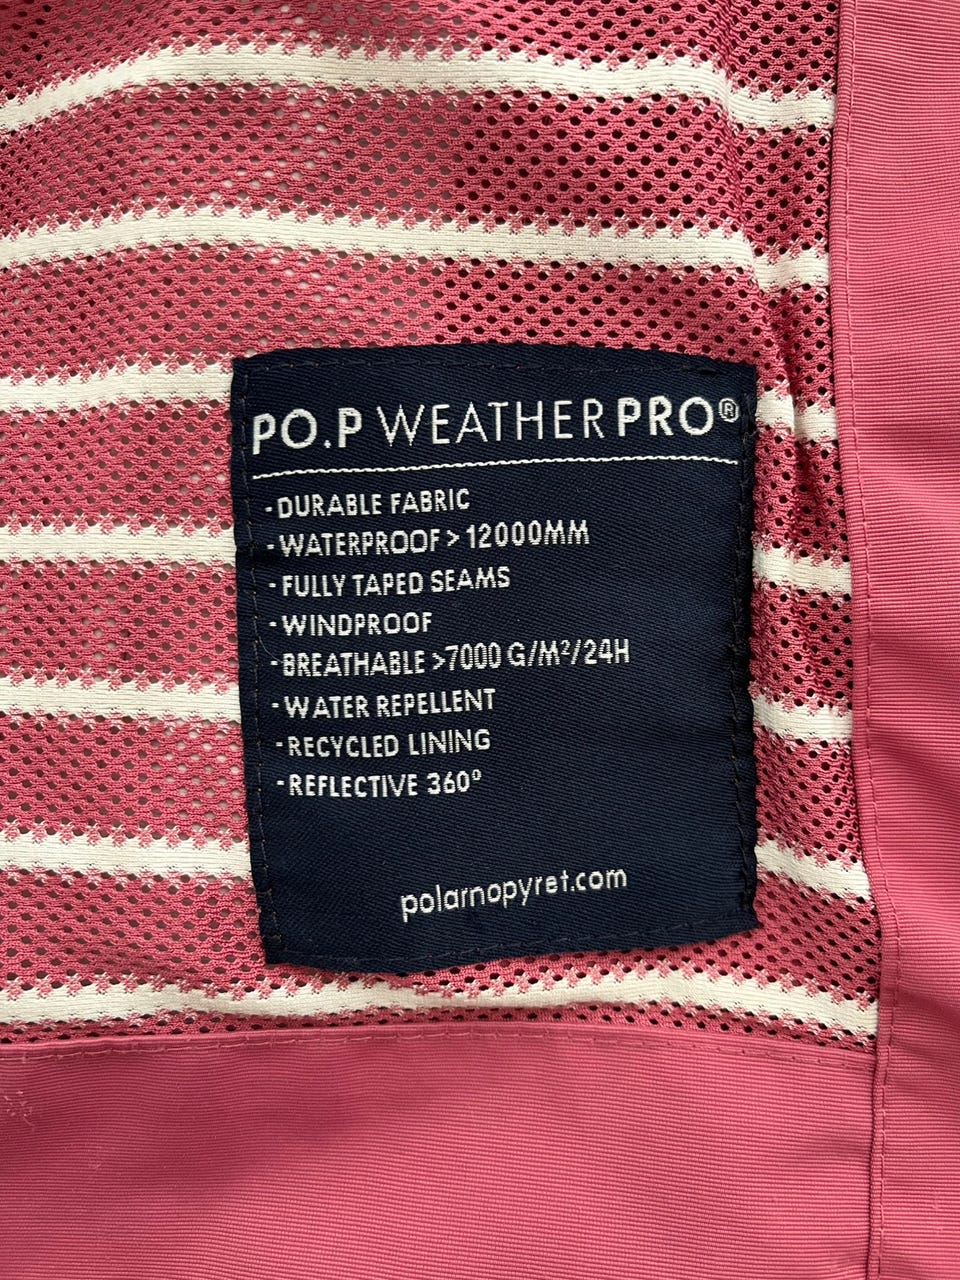 PO.P WEATHERPRO®
-DURABLE FABRIC
-WATERPROOF > 12000MM
-FULLY TAPED SEAMS
-WINDPROOF
-BREATHABLE >7000 G/M²/24H
-WATER REPELLENT
-RECYCLED LINING
-REFLECTIVE 360°
polarnopyret.com